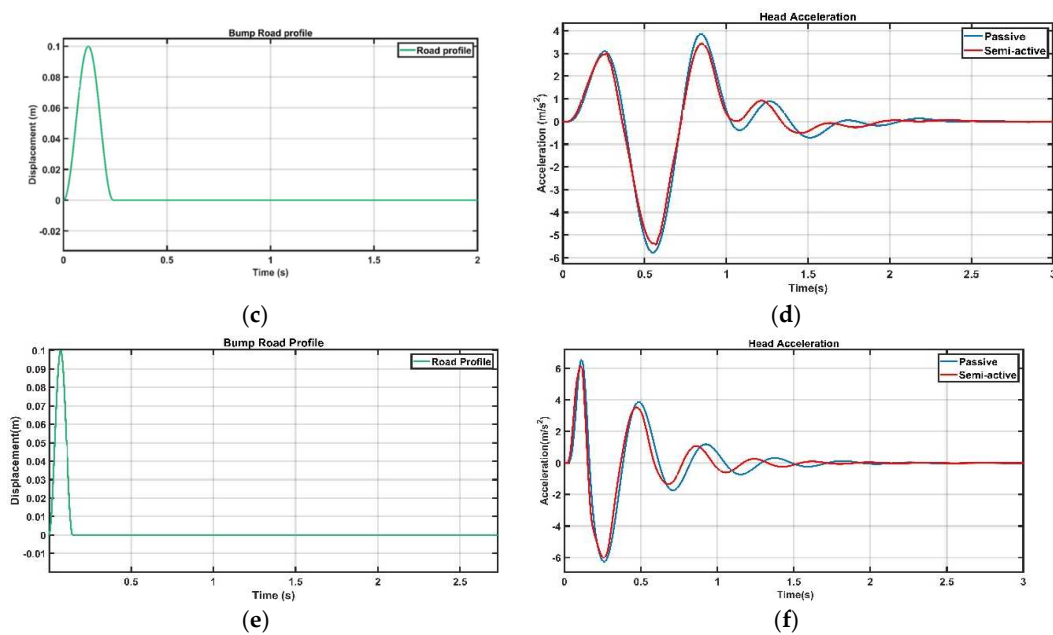 Bump Road profile
Road profile
Displacement (m)
0.1
0.08
0.06
0.04
0.02
0
-0.02
0
0.5
1
1.5
2
Time (s)
(c)
Head Acceleration
Passive
Semi-active
Acceleration (m/s²)
4
3
2
1
0
-1
-2
-3
-4
-5
-6
0
0.5
1
1.5
2
2.5
3
Time(s)
(d)
Bump Road Profile
Road Profile
Displacement(m)
0.1
0.09
0.08
0.07
0.06
0.05
0.04
0.03
0.02
0.01
0
-0.01
0.5
1
1.5
2
2.5
Time (s)
(e)
Head Acceleration
Passive
Semi-active
Acceleration(m/s²)
6
4
2
0
-2
-4
-6
0
0.5
1
1.5
2
2.5
3
Time(s)
(f)